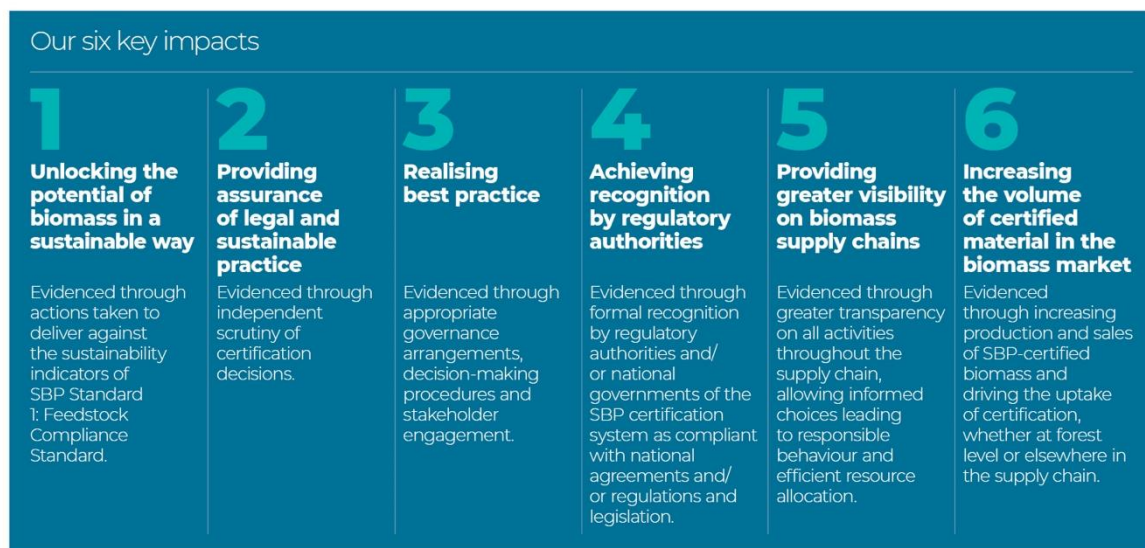 Our six key impacts
1
Unlocking the
potential of
biomass in a
sustainable way
Evidenced through
actions taken to
deliver against
the sustainability
indicators of
SBP Standard
1: Feedstock
Compliance
Standard.
2
Providing
assurance
of legal and
sustainable
practice
Evidenced through
independent
scrutiny of
certification
decisions.
3
Realising
best practice
Evidenced through
appropriate
governance
arrangements,
decision-making
procedures and
stakeholder
engagement.
4
Achieving
recognition
by regulatory
authorities
Evidenced through
formal recognition
by regulatory
authorities and/
or national
governments of the
SBP certification
system as compliant
with national
agreements and/
or regulations and
legislation.
5
Providing
greater visibility
on biomass
supply chains
Evidenced through
greater transparency
on all activities
throughout the
supply chain,
allowing informed
choices leading
to responsible
behaviour and
efficient resource
allocation.
6
Increasing
the volume
of certified
material in the
biomass market
Evidenced
through increasing
production and sales
of SBP-certified
biomass and
driving the uptake
of certification,
whether at forest
level or elsewhere in
the supply chain.